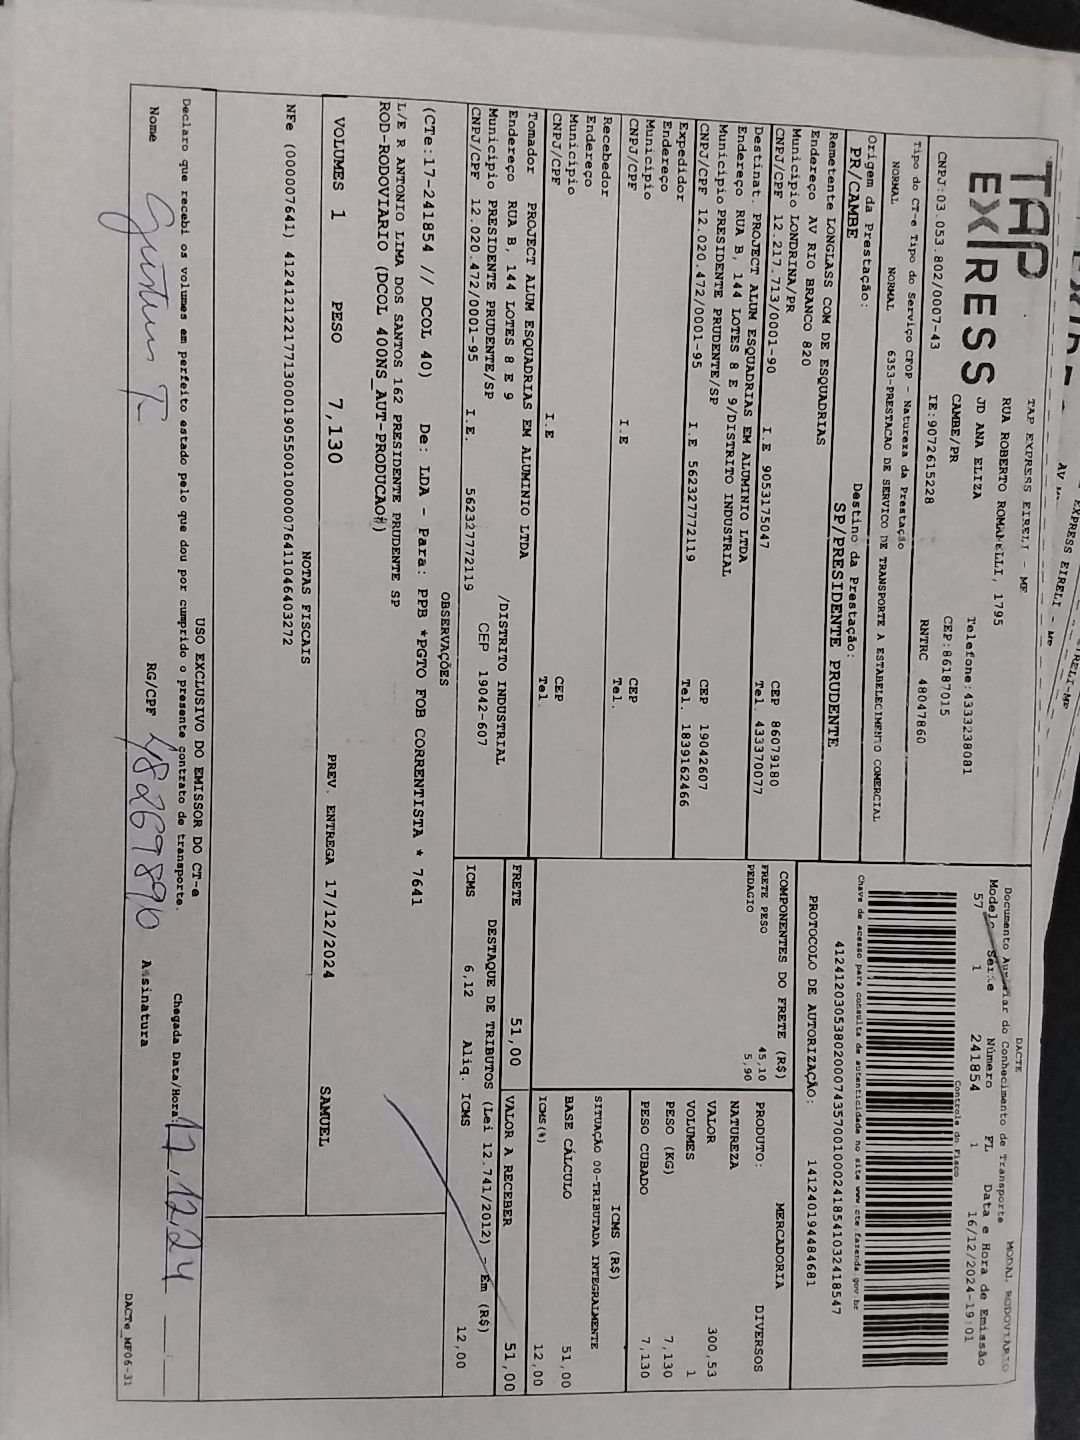 TAP
EXPRESS
TAP EXPRESS EIRELI - MF
RUA ROBERTO ROMANELLI, 1795
JD ANA ELIZA
CAMBE/PR
Telefone:4333238081
CEP:86187015
CNPJ:03.053.802/0007-43
IE:9072615228
RNTRC 48047860
Tipo do CT-e Tipo do Serviço CFOP - Natureza da Prestação
NORMAL NORMAL 6353-PRESTACAO DE SERVICO DE TRANSPORTE A ESTABELECIMENTO COMERCIAL
Origem da Prestação: Destino da Prestação:
PR/CAMBE SP/PRESIDENTE PRUDENTE
Remetente LONGLASS COM DE ESQUADRIAS
Endereço AV RIO BRANCO 820
Município LONDRINA/PR CEP 86079180
CNPJ/CPF 12.217.713/0001-90 I.E 9053175047 Tel 4333370077
Destinat. PROJECT ALUM ESQUADRIAS EM ALUMINIO LTDA
Endereço RUA B, 144 LOTES 8 E 9/DISTRITO INDUSTRIAL
Município PRESIDENTE PRUDENTE/SP CEP 19042607
CNPJ/CPF 12.020.472/0001-95 I.E 562327772119 Tel. 1839162466
Expedidor
Endereço
Município CEP
CNPJ/CPF I.E Tel.
Recebedor
Endereço
Município CEP
CNPJ/CPF I.E Tel.
Tomador PROJECT ALUM ESQUADRIAS EM ALUMINIO LTDA
Endereço RUA B, 144 LOTES 8 E 9 /DISTRITO INDUSTRIAL
Município PRESIDENTE PRUDENTE/SP CEP 19042-607
CNPJ/CPF 12.020.472/0001-95 I.E. 562327772119
DACTE MODAL RODOVIÁRIO
Documento Auxiliar do Conhecimento de Transporte
Modelo Serie Número FL Data e Hora de Emissão
57 1 241854 1 16/12/2024-19:01
Controle do Fisco
Chave de acesso para consulta de autenticidade no site www.cte.fazenda.gov.br
41241203053802000743570010002418541032418547
PROTOCOLO DE AUTORIZAÇÃO: 141240194484681
COMPONENTES DO FRETE (R$)
FRETE PESO 45,10
PEDAGIO 5,90
MERCADORIA
PRODUTO: DIVERSOS
NATUREZA
VALOR 300,53
VOLUMES 1
PESO (KG) 7,130
PESO CUBADO 7,130
ICMS (R$)
SITUAÇÃO 00-TRIBUTADA INTEGRALMENTE
BASE CÁLCULO 51,00
ICMS(%) 12,00
FRETE 51,00 VALOR A RECEBER 51,00
DESTAQUE DE TRIBUTOS (Lei 12.741/2012) - Em (R$)
ICMS 6,12 Aliq. ICMS 12,00
OBSERVAÇÕES
(CTe:17-241854 // DCOL 40) De: LDA - Para: PPB *PGTO FOB CORRENTISTA * 7641
L/E R ANTONIO LIMA DOS SANTOS 162 PRESIDENTE PRUDENTE SP
ROD-RODOVIARIO (DCOL 400NS_AUT-PRODUCAO#)
VOLUMES 1 PESO 7,130 PREV. ENTREGA 17/12/2024 SAMUEL
NOTAS FISCAIS
NFe (000007641) 41241212217713000190550010000076411046403272
USO EXCLUSIVO DO EMISSOR DO CT-e
Declaro que recebi os volumes em perfeito estado pelo que dou por cumprido o presente contrato de transporte.
Chegada Data/Hora: 17.12.24
Nome Gustavo T. RG/CPF 48269890 Assinatura
DACTe_MF06-31